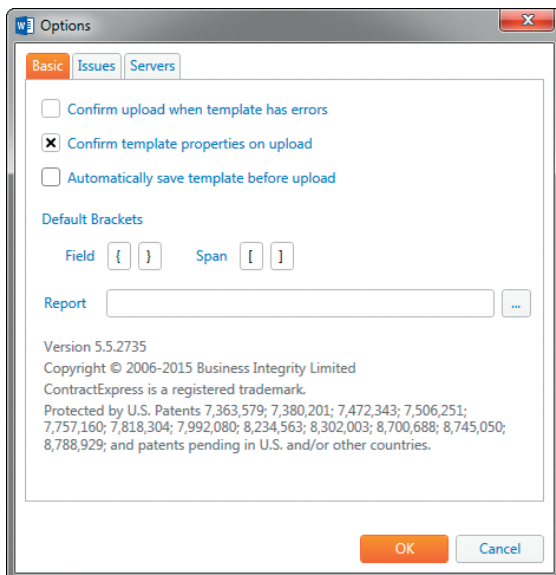 Options
Basic Issues Servers
Confirm upload when template has errors
Confirm template properties on upload
Automatically save template before upload
Default Brackets
Field { } Span [ ]
Report ...
Version 5.5.2735
Copyright © 2006-2015 Business Integrity Limited
ContractExpress is a registered trademark.
Protected by U.S. Patents 7,363,579; 7,380,201; 7,472,343; 7,506,251;
7,757,160; 7,818,304; 7,992,080; 8,234,563; 8,302,003; 8,700,688; 8,745,050;
8,788,929; and patents pending in U.S. and/or other countries.
OK Cancel